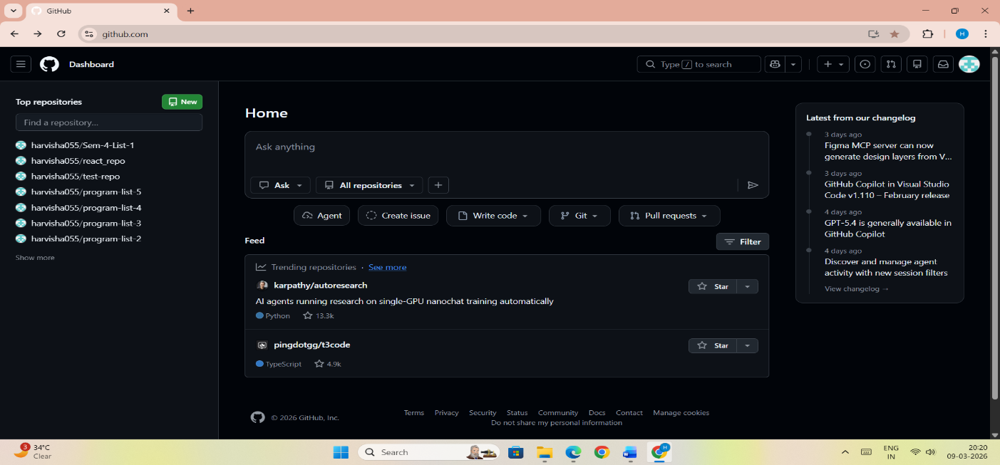 GitHub
github.com
H
Dashboard
Type / to search
Top repositories
New
Find a repository...
harvisha055/Sem-4-List-1
harvisha055/react_repo
harvisha055/test-repo
harvisha055/program-list-5
harvisha055/program-list-4
harvisha055/program-list-3
harvisha055/program-list-2
Show more
Home
Ask anything
Ask
All repositories
Agent
Create issue
Write code
Git
Pull requests
Feed
Filter
Trending repositories · See more
karpathy/autoresearch
Star
AI agents running research on single-GPU nanochat training automatically
Python 13.3k
pingdotgg/t3code
Star
TypeScript 4.9k
Latest from our changelog
3 days ago
Figma MCP server can now
generate design layers from V...
3 days ago
GitHub Copilot in Visual Studio
Code v1.110 – February release
4 days ago
GPT-5.4 is generally available in
GitHub Copilot
4 days ago
Discover and manage agent
activity with new session filters
View changelog →
© 2026 GitHub, Inc.
Terms Privacy Security Status Community Docs Contact Manage cookies
Do not share my personal information
3
34°C
Clear
Search
W
H
ENG
IN
20:20
09-03-2026